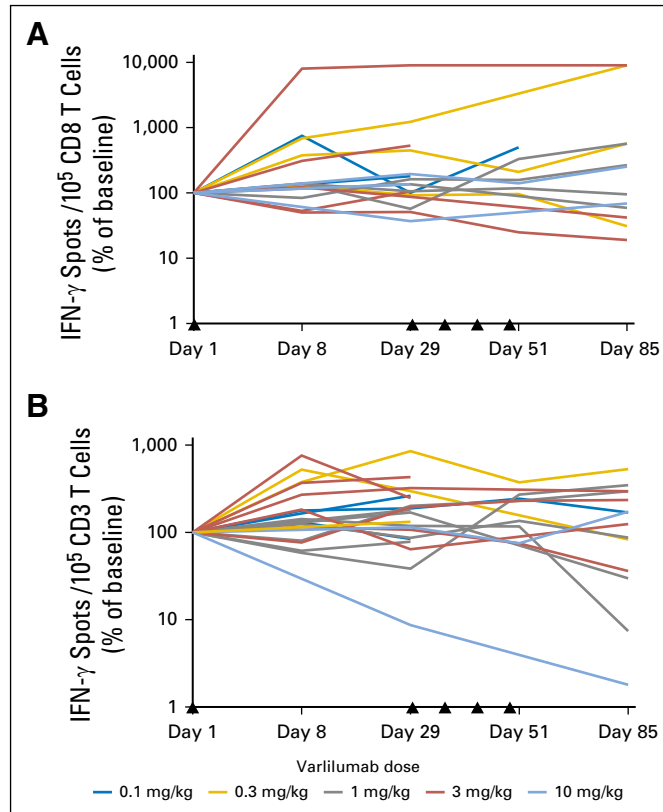 A
IFN-γ Spots /10⁵ CD8 T Cells
(% of baseline)
10,000
1,000
100
10
1
Day 1 Day 8 Day 29 Day 51 Day 85
B
IFN-γ Spots /10⁵ CD3 T Cells
(% of baseline)
1,000
100
10
1
Day 1 Day 8 Day 29 Day 51 Day 85
Varlilumab dose
0.1 mg/kg 0.3 mg/kg 1 mg/kg 3 mg/kg 10 mg/kg